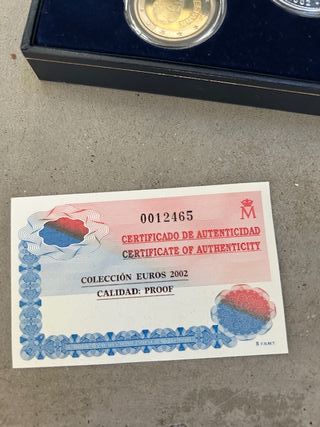 0012465
M
CERTIFICADO DE AUTENTICIDAD
CERTIFICATE OF AUTHENTICITY
COLECCIÓN EUROS 2002
CALIDAD: PROOF